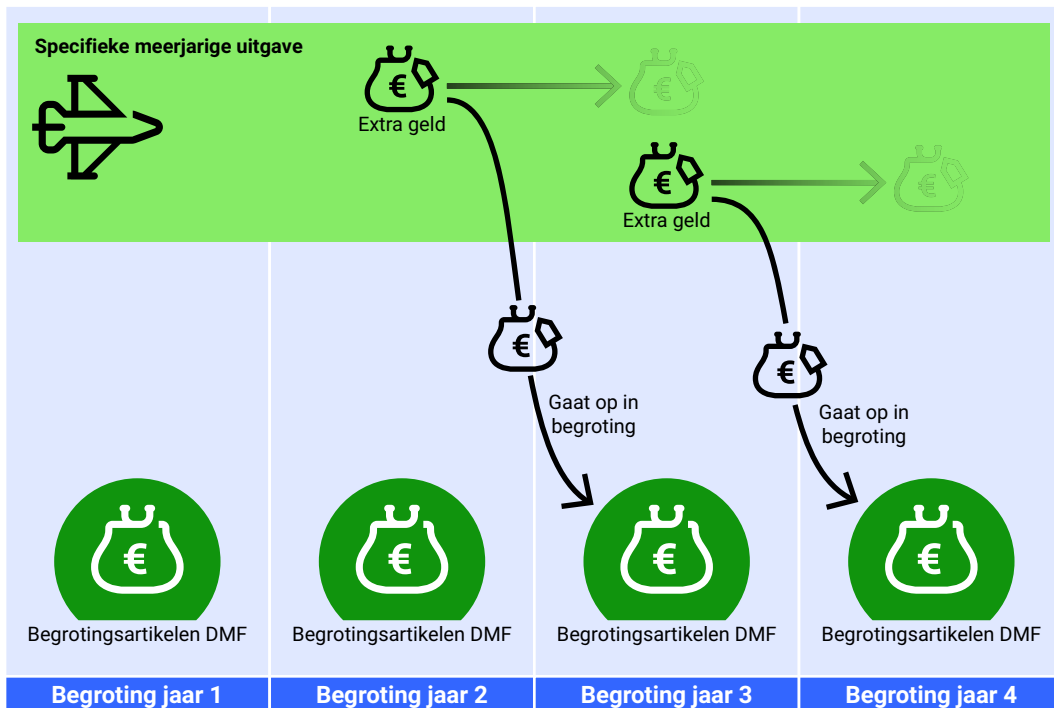 Specifieke meerjarige uitgave
€
Extra geld
€
€
Extra geld
€
€
€
Gaat op in
begroting
Gaat op in
begroting
€
€
€
€
Begrotingsartikelen DMF
Begrotingsartikelen DMF
Begrotingsartikelen DMF
Begrotingsartikelen DMF
Begroting jaar 1
Begroting jaar 2
Begroting jaar 3
Begroting jaar 4